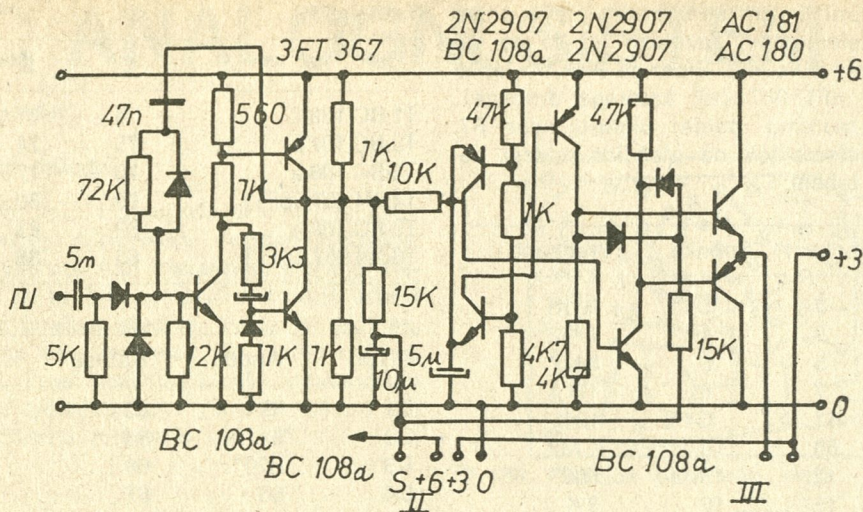 2N2907 2N2907 AC 181
3FT 367 BC 108a 2N2907 AC 180
+6
47n 560 47K 47K
1K
72K 1K 10K 1K
5n 3K3 +3
15K
5K 12K 1K 1K 10µ 5µ 4K7 4K7 15K
0
BC 108a
BC 108a BC 108a
S +6 +3 0
II III